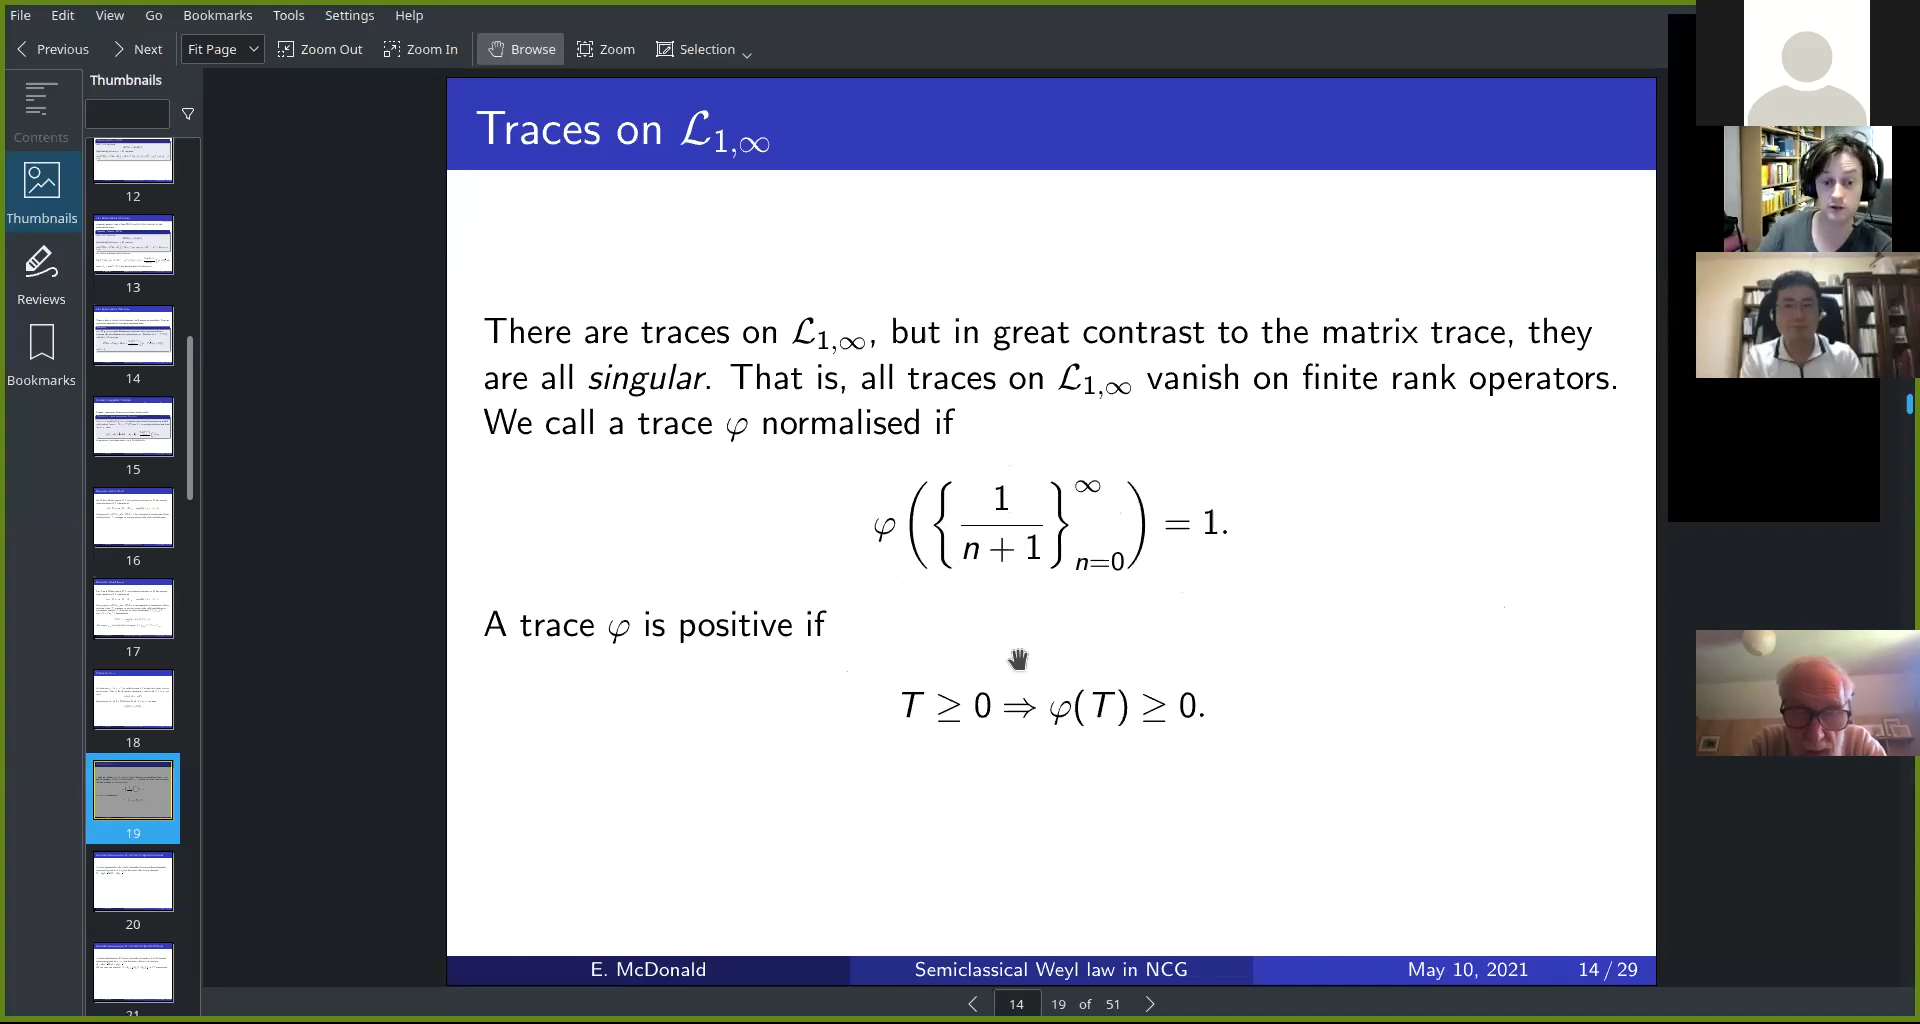 File Edit View Go Bookmarks Tools Settings Help
Previous Next Fit Page Zoom Out Zoom In Browse Zoom Selection
Contents
Thumbnails
Reviews
Bookmarks
Thumbnails
12
13
14
15
16
17
18
19
20
21
Traces on ℒ₁,∞
There are traces on ℒ₁,∞, but in great contrast to the matrix trace, they
are all singular. That is, all traces on ℒ₁,∞ vanish on finite rank operators.
We call a trace φ normalised if
φ({1/(n + 1)}_{n=0}^∞) = 1.
A trace φ is positive if
T ≥ 0 ⇒ φ(T) ≥ 0.
E. McDonald Semiclassical Weyl law in NCG May 10, 2021 14 / 29
14 19 of 51